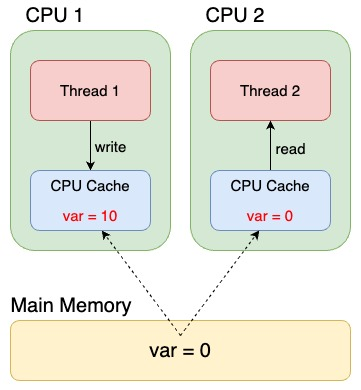 CPU 1
CPU 2
Thread 1
Thread 2
write
read
CPU Cache
var = 10
CPU Cache
var = 0
Main Memory
var = 0